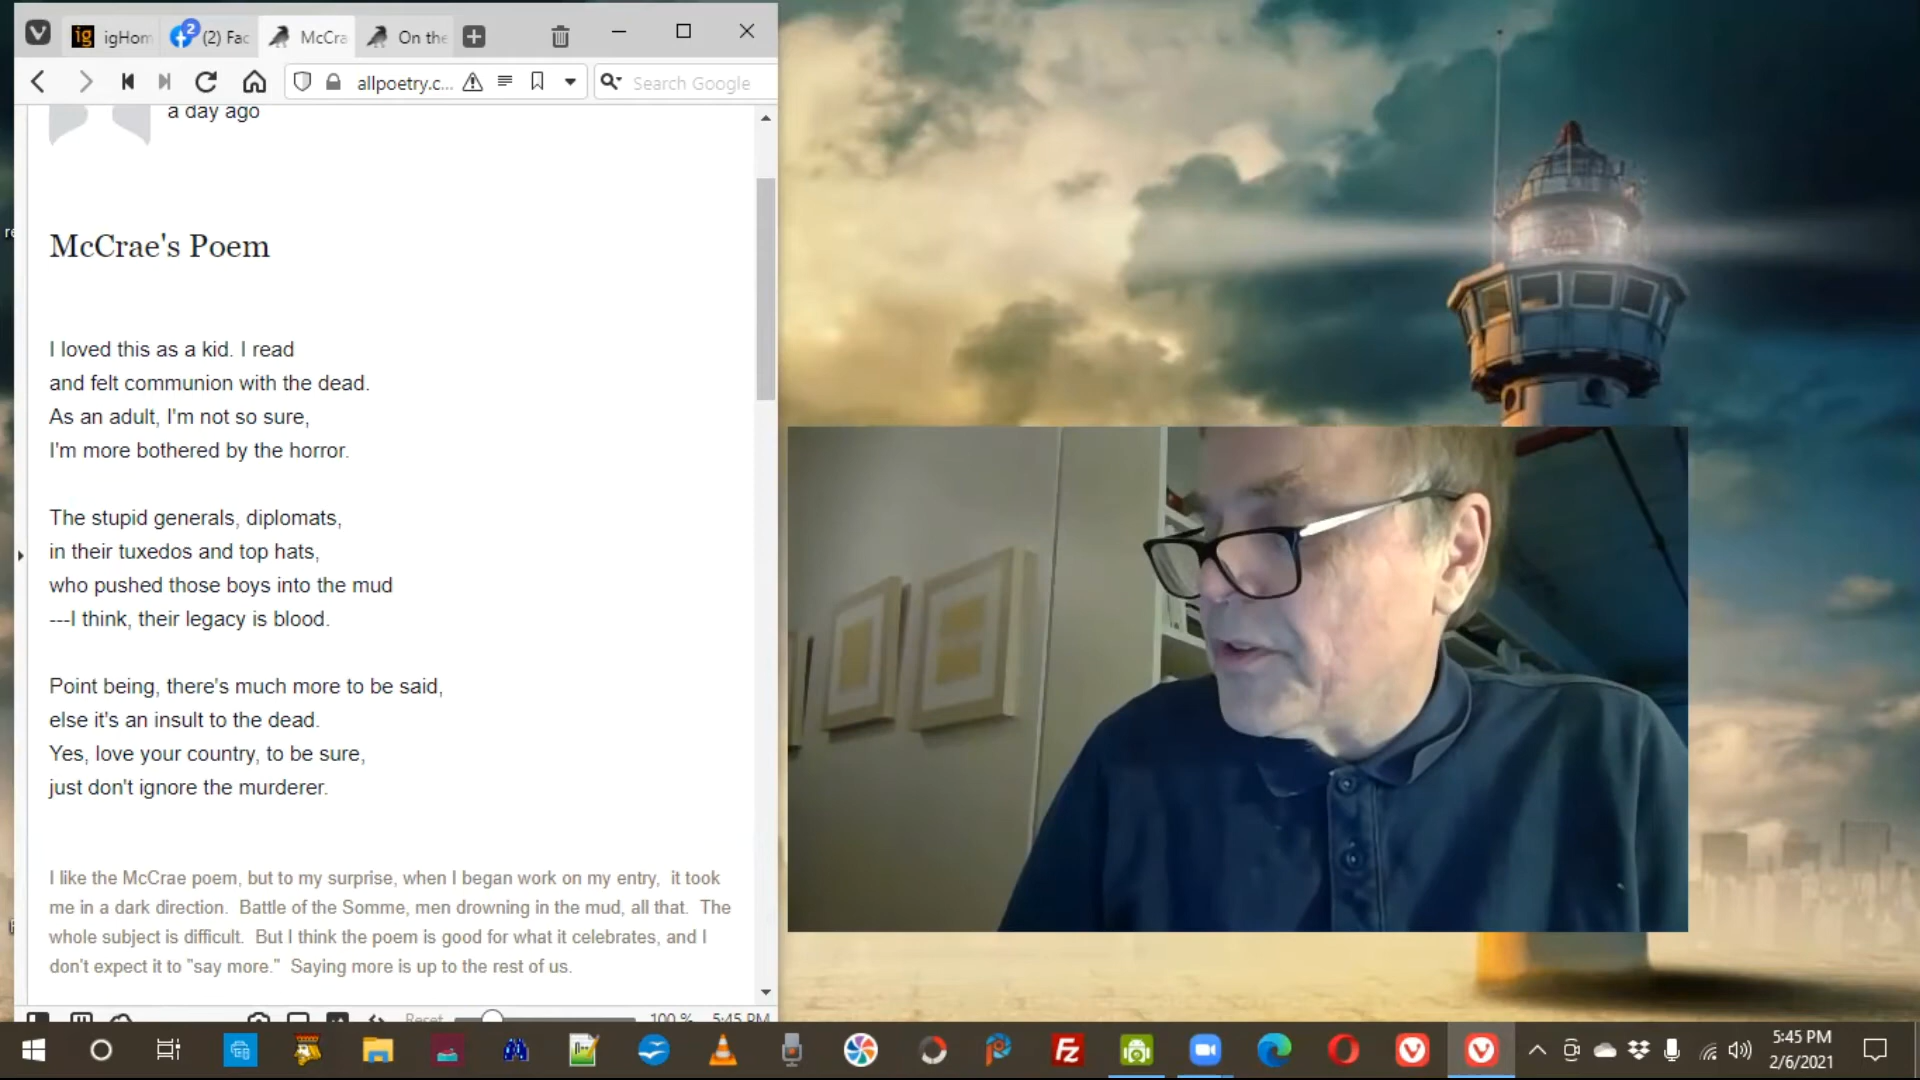 igHom
2
(2) Fac
McCra
On the
allpoetry.c...
Search Google
a day ago
McCrae's Poem
I loved this as a kid. I read
and felt communion with the dead.
As an adult, I'm not so sure,
I'm more bothered by the horror.
The stupid generals, diplomats,
in their tuxedos and top hats,
who pushed those boys into the mud
---I think, their legacy is blood.
Point being, there's much more to be said,
else it's an insult to the dead.
Yes, love your country, to be sure,
just don't ignore the murderer.
I like the McCrae poem, but to my surprise, when I began work on my entry,  it took
me in a dark direction.  Battle of the Somme, men drowning in the mud, all that.  The
whole subject is difficult.  But I think the poem is good for what it celebrates, and I
don't expect it to "say more."  Saying more is up to the rest of us.
Reset
100 %
5:45 PM
5:45 PM
2/6/2021